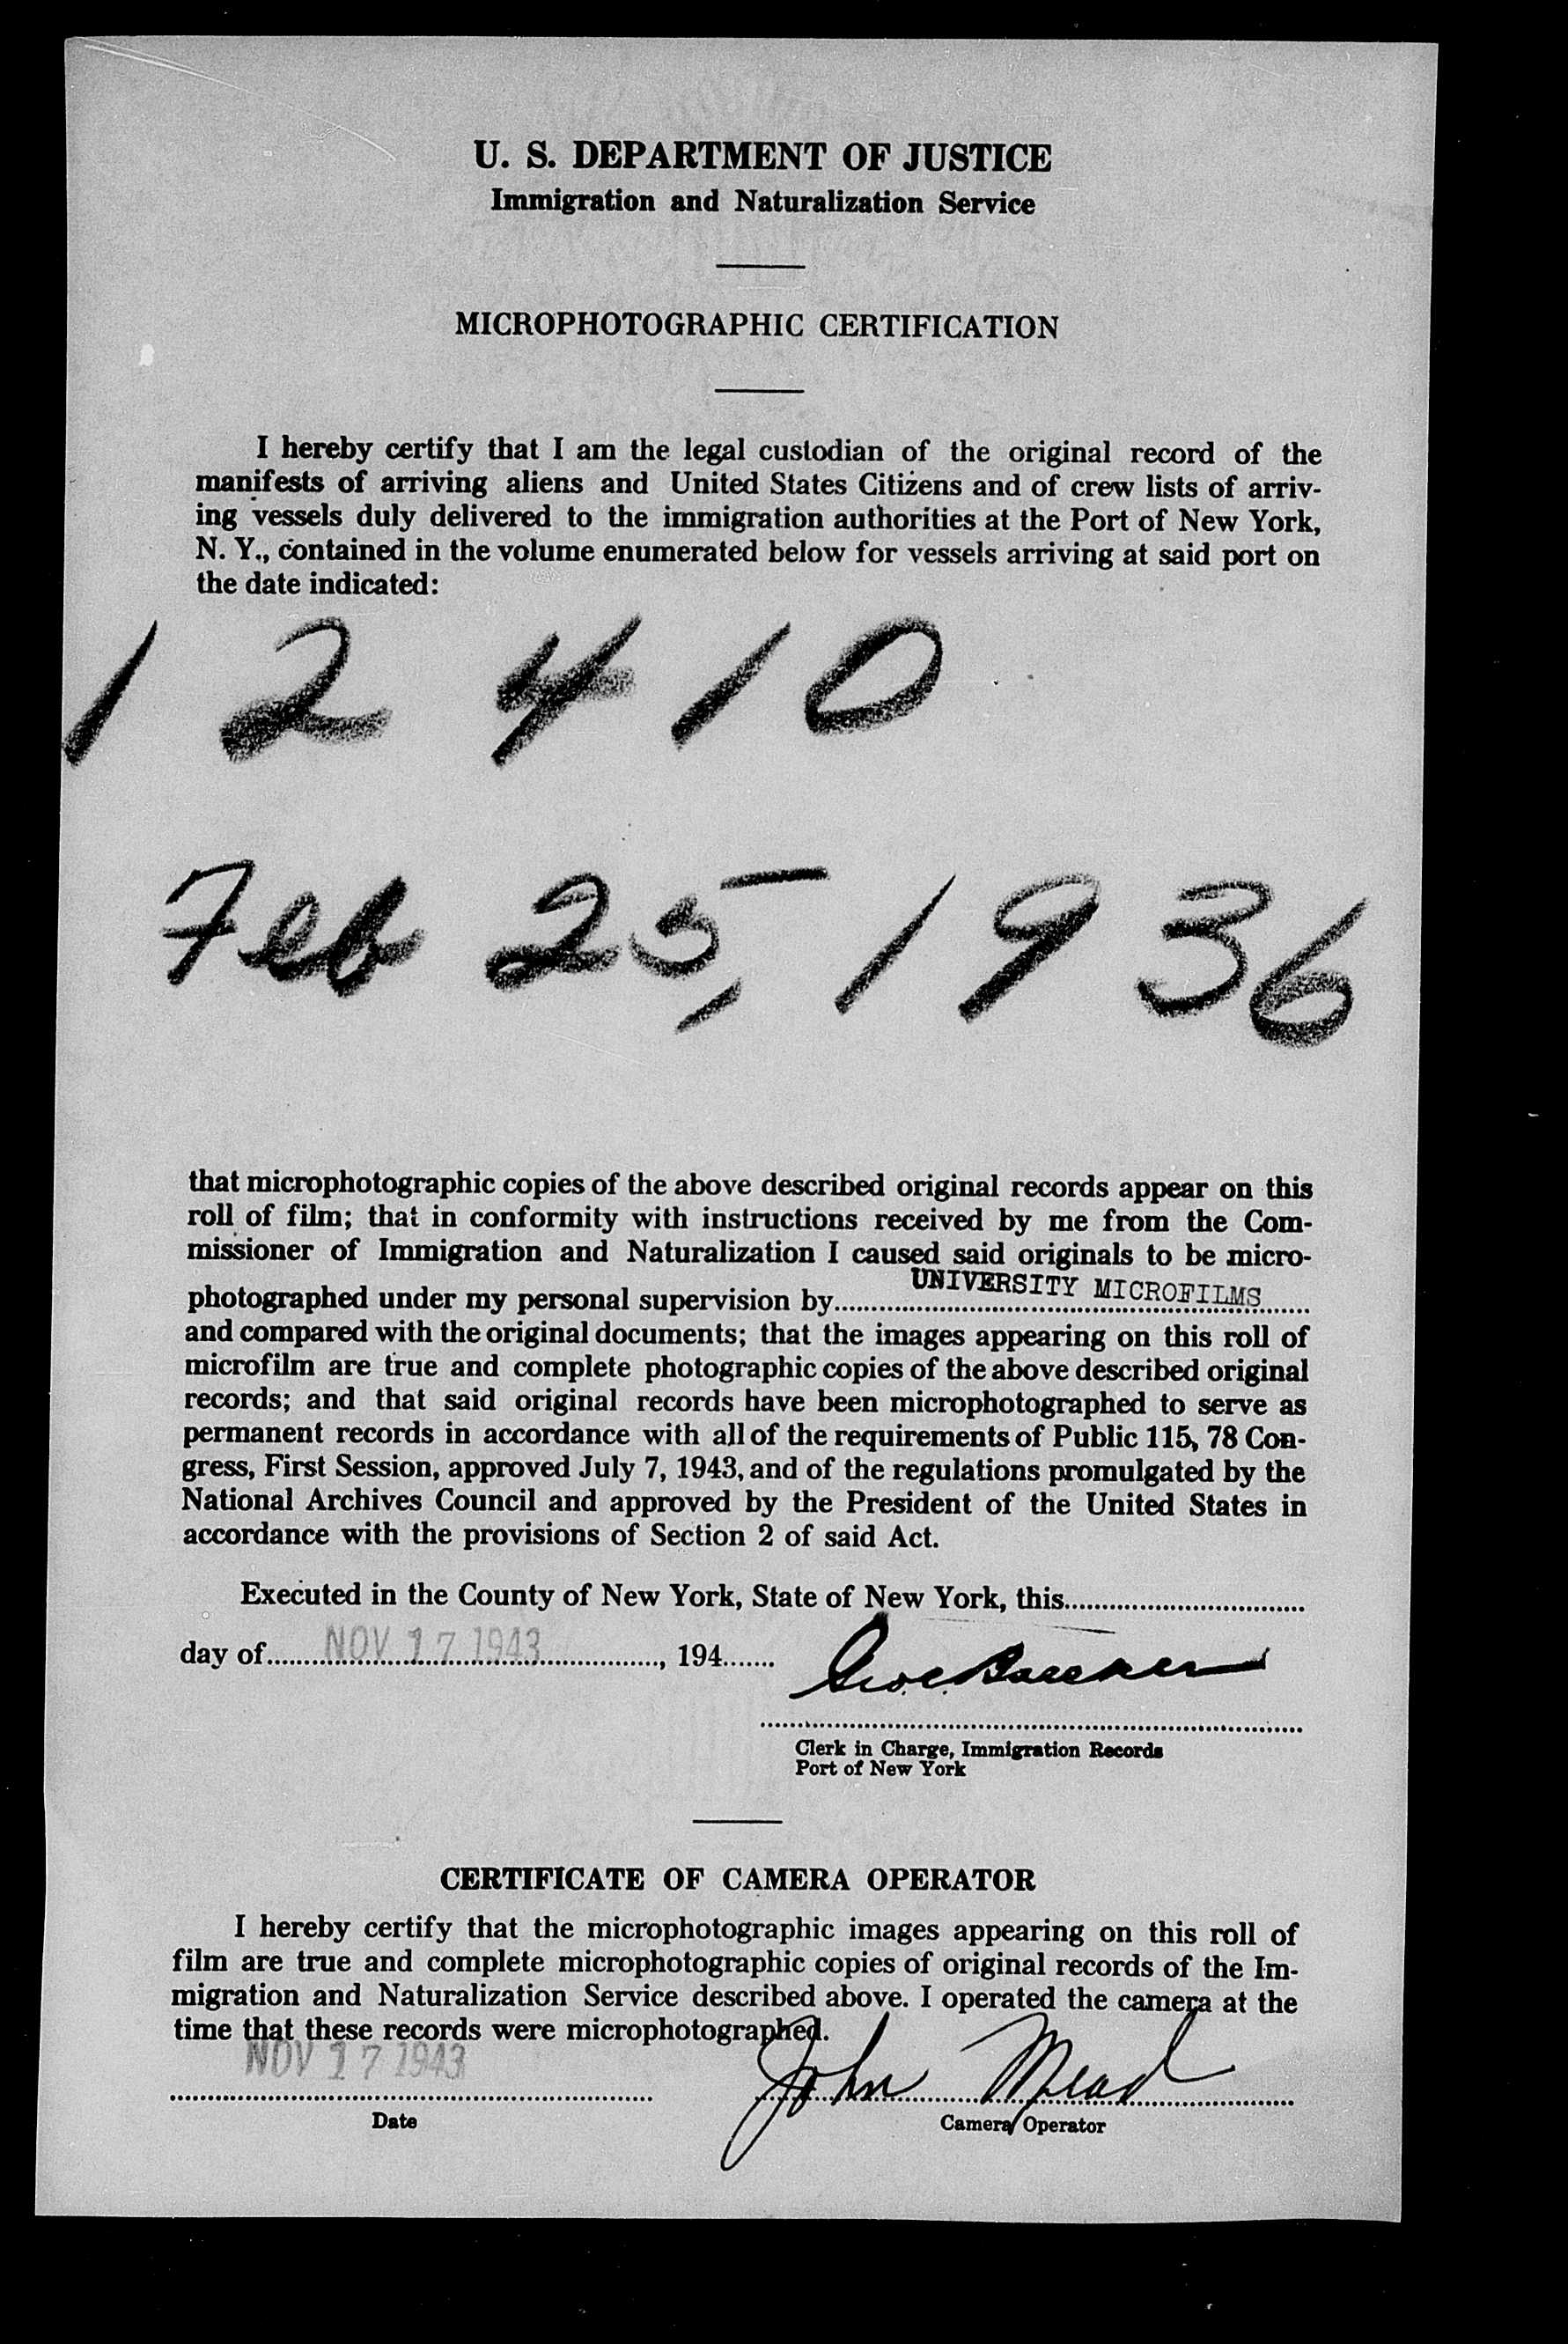 U. S. DEPARTMENT OF JUSTICE
Immigration and Naturalization Service
MICROPHOTOGRAPHIC CERTIFICATION
I hereby certify that I am the legal custodian of the original record of the
manifests of arriving aliens and United States Citizens and of crew lists of arriv-
ing vessels duly delivered to the immigration authorities at the Port of New York,
N. Y., contained in the volume enumerated below for vessels arriving at said port on
the date indicated:
12410
Feb 25, 1936
that microphotographic copies of the above described original records appear on this
roll of film; that in conformity with instructions received by me from the Com-
missioner of Immigration and Naturalization I caused said originals to be micro-
photographed under my personal supervision by UNIVERSITY MICROFILMS
and compared with the original documents; that the images appearing on this roll of
microfilm are true and complete photographic copies of the above described original
records; and that said original records have been microphotographed to serve as
permanent records in accordance with all of the requirements of Public 115, 78 Con-
gress, First Session, approved July 7, 1943, and of the regulations promulgated by the
National Archives Council and approved by the President of the United States in
accordance with the provisions of Section 2 of said Act.
Executed in the County of New York, State of New York, this
day of NOV 17 1943, 194
Clerk in Charge, Immigration Records
Port of New York
CERTIFICATE OF CAMERA OPERATOR
I hereby certify that the microphotographic images appearing on this roll of
film are true and complete microphotographic copies of original records of the Im-
migration and Naturalization Service described above. I operated the camera at the
time that these records were microphotographed.
NOV 17 1943 John Mead
Date Camera Operator